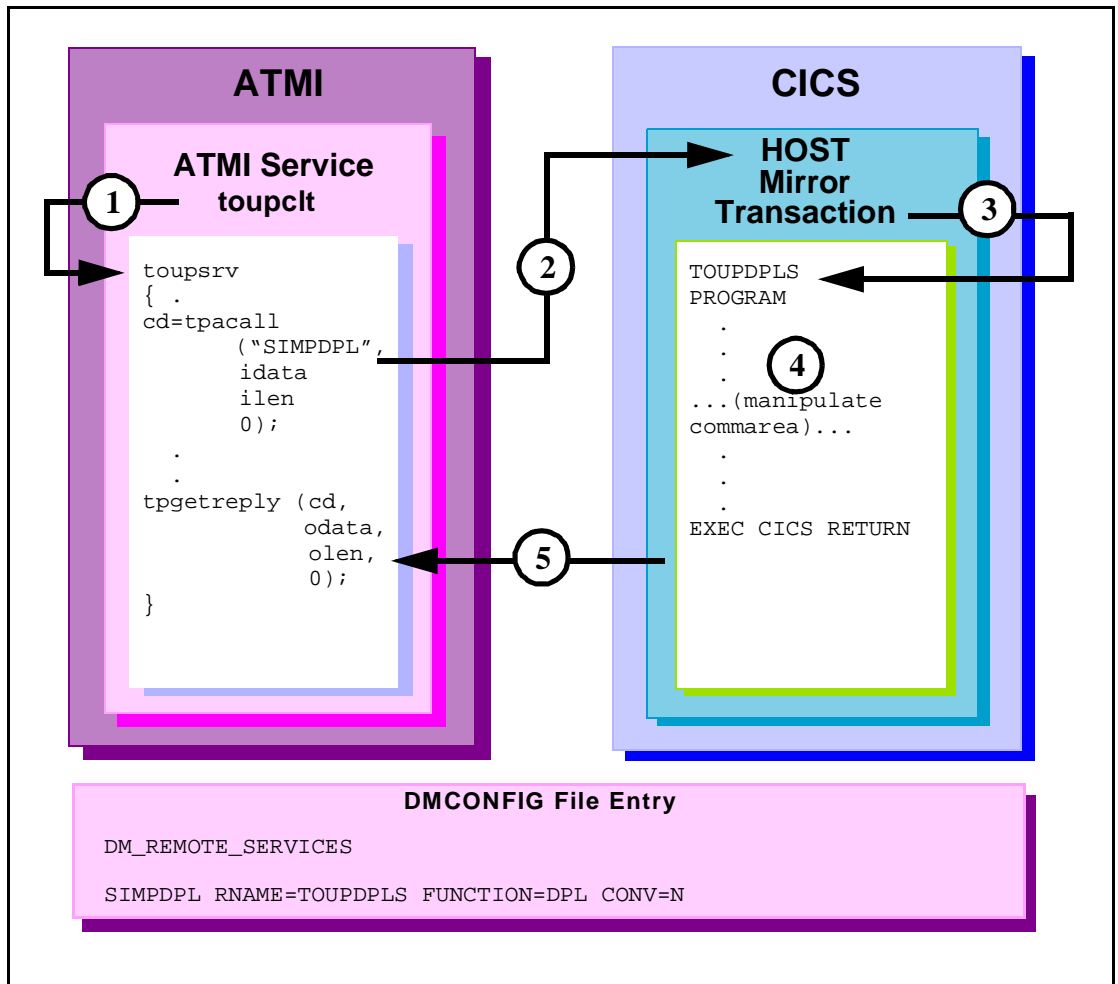 ATMI
ATMI Service
toupclt
1
toupsrv
{ .
cd=tpacall
(“SIMPDPL”,
idata
ilen
0);
.
.
tpgetreply (cd,
odata,
olen,
0);
}
2
5
CICS
HOST
Mirror
Transaction
3
TOUPDPLS
PROGRAM
.
.
.
4
...(manipulate
commarea)...
.
.
.
EXEC CICS RETURN
DMCONFIG File Entry
DM_REMOTE_SERVICES
SIMPDPL RNAME=TOUPDPLS FUNCTION=DPL CONV=N